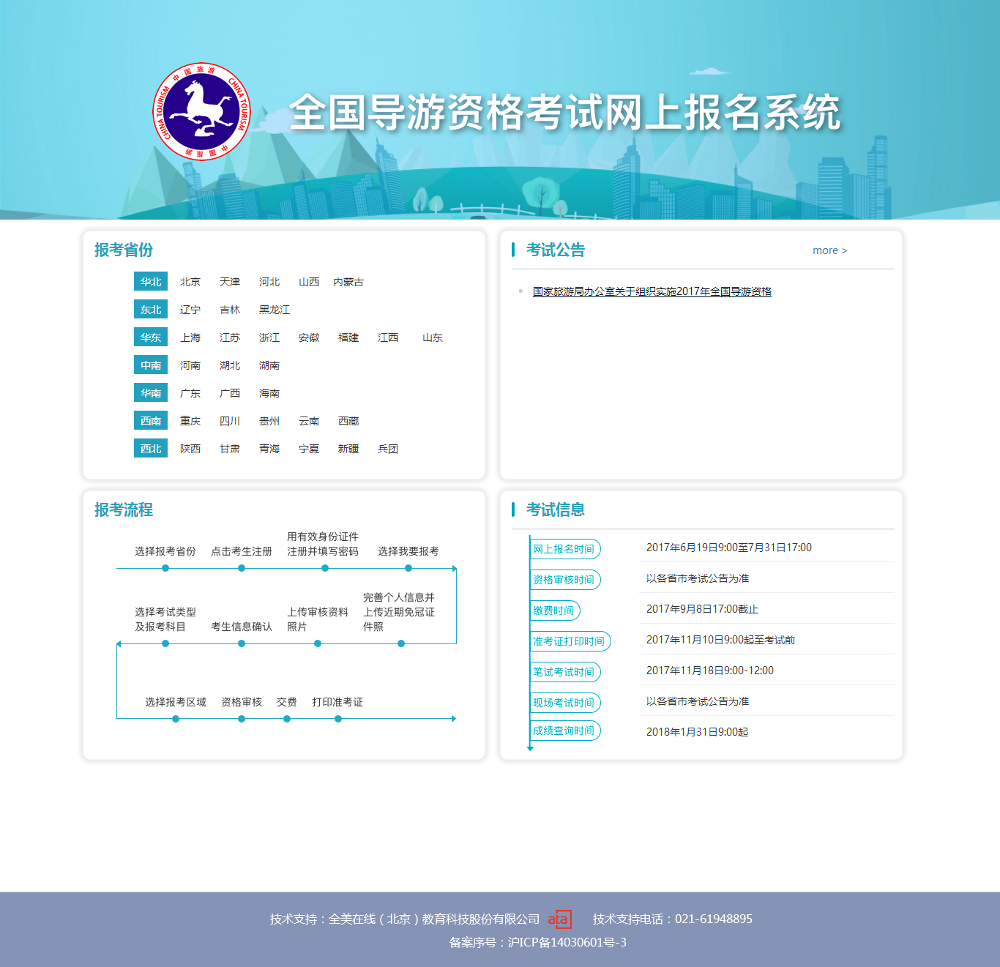 中国旅游
CHINA TOURISM
CHINA TOURISM
中国旅游
全国导游资格考试网上报名系统
报考省份
华北 北京 天津 河北 山西 内蒙古
东北 辽宁 吉林 黑龙江
华东 上海 江苏 浙江 安徽 福建 江西 山东
中南 河南 湖北 湖南
华南 广东 广西 海南
西南 重庆 四川 贵州 云南 西藏
西北 陕西 甘肃 青海 宁夏 新疆 兵团
考试公告
more >
国家旅游局办公室关于组织实施2017年全国导游资格
报考流程
选择报考省份
点击考生注册
用有效身份证件
注册并填写密码
选择我要报考
完善个人信息并
上传近期免冠证
件照
上传审核资料
照片
考生信息确认
选择考试类型
及报考科目
选择报考区域
资格审核
交费
打印准考证
考试信息
网上报名时间 2017年6月19日9:00至7月31日17:00
资格审核时间 以各省市考试公告为准
缴费时间 2017年9月8日17:00截止
准考证打印时间 2017年11月10日9:00起至考试前
笔试考试时间 2017年11月18日9:00-12:00
现场考试时间 以各省市考试公告为准
成绩查询时间 2018年1月31日9:00起
技术支持：全美在线（北京）教育科技股份有限公司 ata 技术支持电话：021-61948895
备案序号：沪ICP备14030601号-3